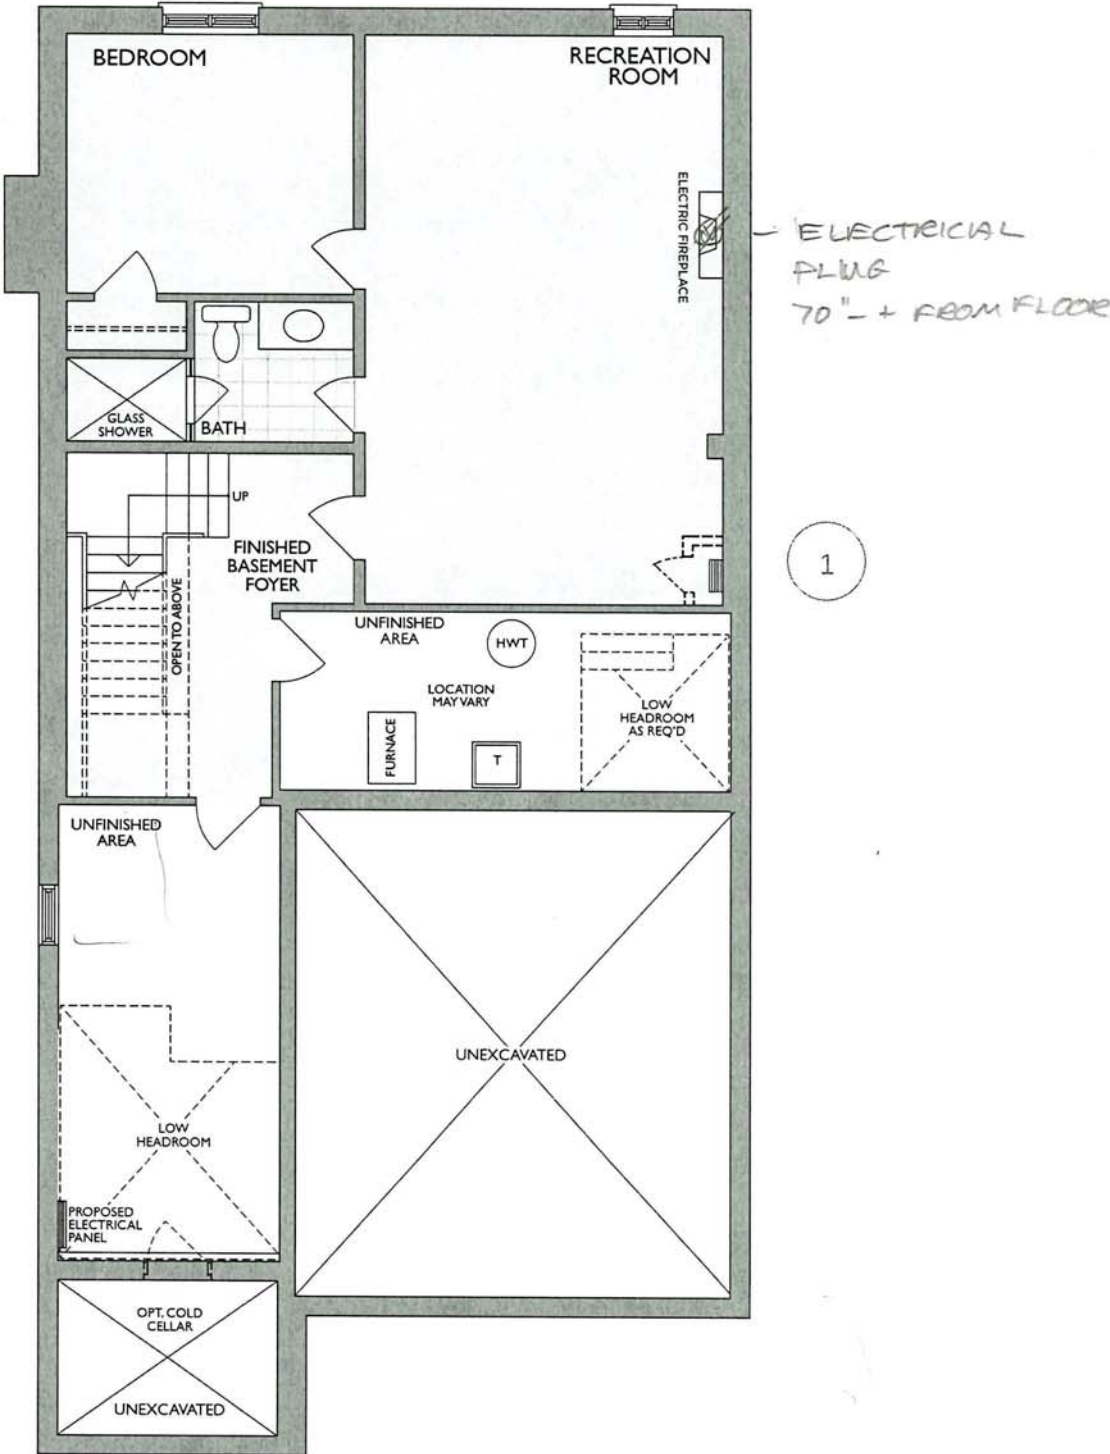 BEDROOM
RECREATION
ROOM
ELECTRIC FIREPLACE
ELECTRICIAL
PLUG
70" - + FROM FLOOR
GLASS
SHOWER
BATH
UP
FINISHED
BASEMENT
FOYER
OPEN TO ABOVE
1
UNFINISHED
AREA
HWT
LOCATION
MAY VARY
LOW
HEADROOM
AS REQ'D
FURNACE
T
UNFINISHED
AREA
UNEXCAVATED
LOW
HEADROOM
PROPOSED
ELECTRICAL
PANEL
OPT. COLD
CELLAR
UNEXCAVATED